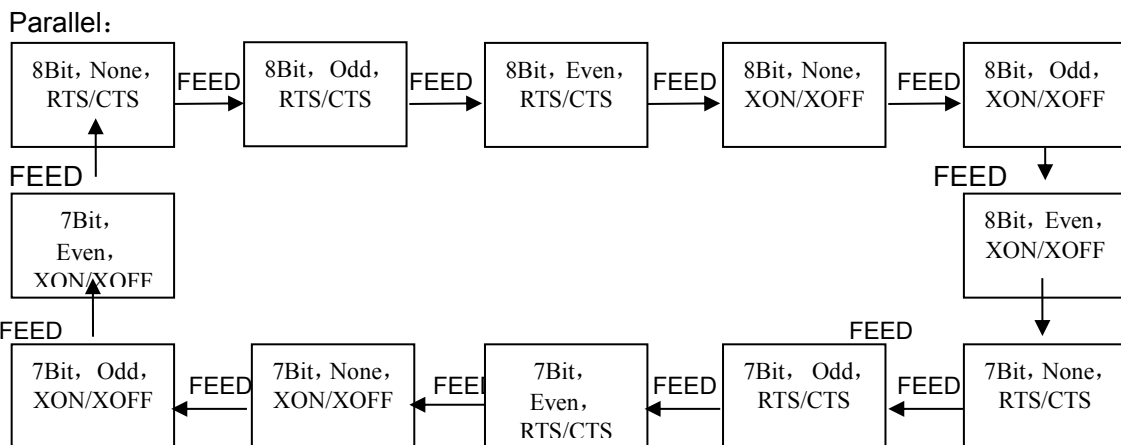 Parallel：
8Bit，None，
RTS/CTS
FEED
8Bit， Odd，
RTS/CTS
FEED
8Bit，Even，
RTS/CTS
FEED
8Bit，None，
XON/XOFF
FEED
8Bit， Odd，
XON/XOFF
FEED
8Bit，Even，
XON/XOFF
FEED
7Bit，None，
RTS/CTS
FEED
7Bit， Odd，
RTS/CTS
FEED
7Bit，
Even，
RTS/CTS
FEED
7Bit，None，
XON/XOFF
FEED
7Bit， Odd，
XON/XOFF
FEED
7Bit，
Even，
XON/XOFF
FEED